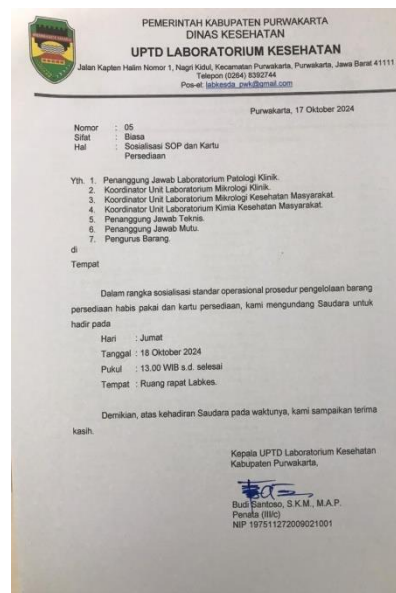 PEMERINTAH KABUPATEN PURWAKARTA
DINAS KESEHATAN
UPTD LABORATORIUM KESEHATAN
Jalan Kapten Halim Nomor 1, Nagri Kidul, Kecamatan Purwakarta, Purwakarta, Jawa Barat 41111
Telepon (0264) 8392744
Pos-el: labkesda_pwk@gmail.com
Purwakarta, 17 Oktober 2024
Nomor : 05
Sifat : Biasa
Hal : Sosialisasi SOP dan Kartu
Persediaan
Yth. 1. Penanggung Jawab Laboratorium Patologi Klinik.
2. Koordinator Unit Laboratorium Mikrologi Klinik.
3. Koordinator Unit Laboratorium Mikrologi Kesehatan Masyarakat.
4. Koordinator Unit Laboratorium Kimia Kesehatan Masyarakat.
5. Penanggung Jawab Teknis.
6. Penanggung Jawab Mutu.
7. Pengurus Barang.
di
Tempat
Dalam rangka sosialisasi standar operasional prosedur pengelolaan barang
persediaan habis pakai dan kartu persediaan, kami mengundang Saudara untuk
hadir pada
Hari : Jumat
Tanggal : 18 Oktober 2024
Pukul : 13.00 WIB s.d. selesai
Tempat : Ruang rapat Labkes.
Demikian, atas kehadiran Saudara pada waktunya, kami sampaikan terima
kasih.
Kepala UPTD Laboratorium Kesehatan
Kabupaten Purwakarta,
Budi Santoso, S.K.M., M.A.P.
Penata (III/c)
NIP 197511272009021001